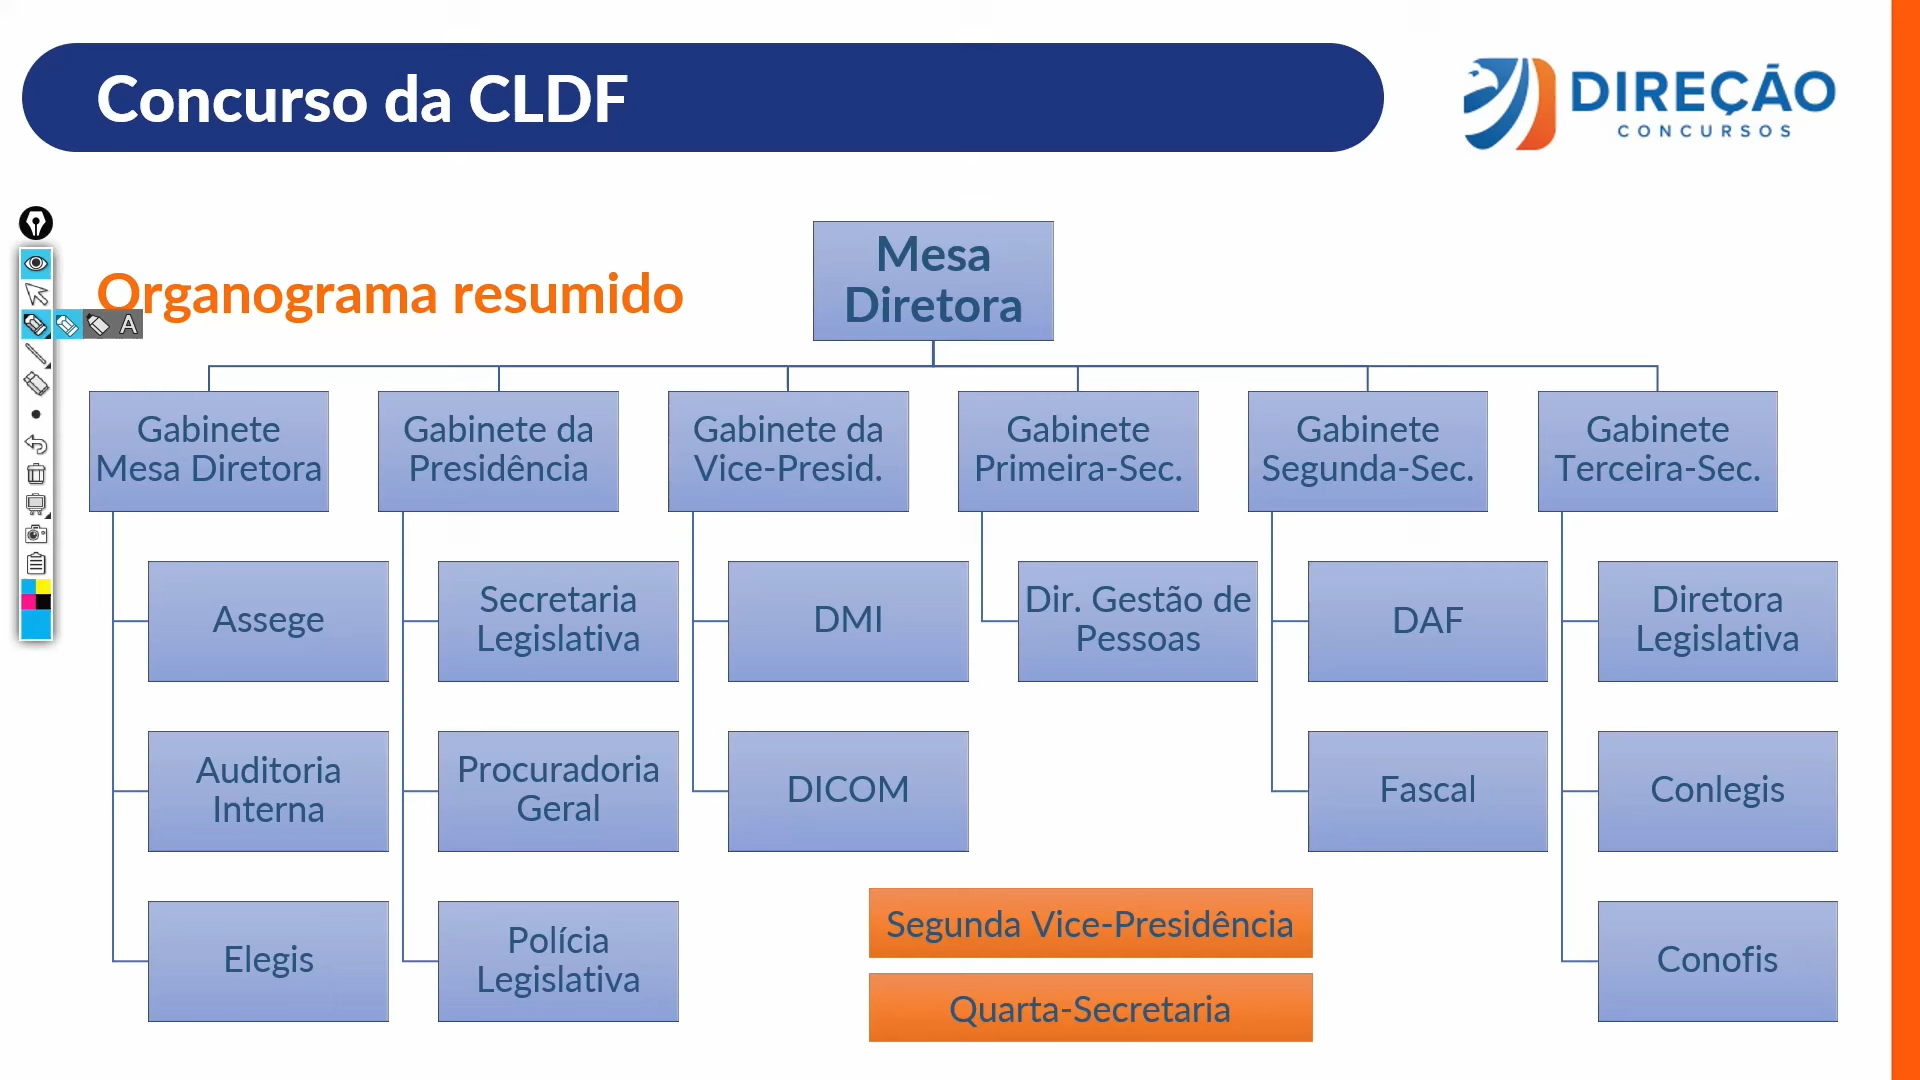 Concurso da CLDF
DIREÇÃO
CONCURSOS
Organograma resumido
A
Mesa
Diretora
Gabinete
Mesa Diretora
Gabinete da
Presidência
Gabinete da
Vice-Presid.
Gabinete
Primeira-Sec.
Gabinete
Segunda-Sec.
Gabinete
Terceira-Sec.
Assege
Secretaria
Legislativa
DMI
Dir. Gestão de
Pessoas
DAF
Diretora
Legislativa
Auditoria
Interna
Procuradoria
Geral
DICOM
Fascal
Conlegis
Elegis
Polícia
Legislativa
Segunda Vice-Presidência
Quarta-Secretaria
Conofis